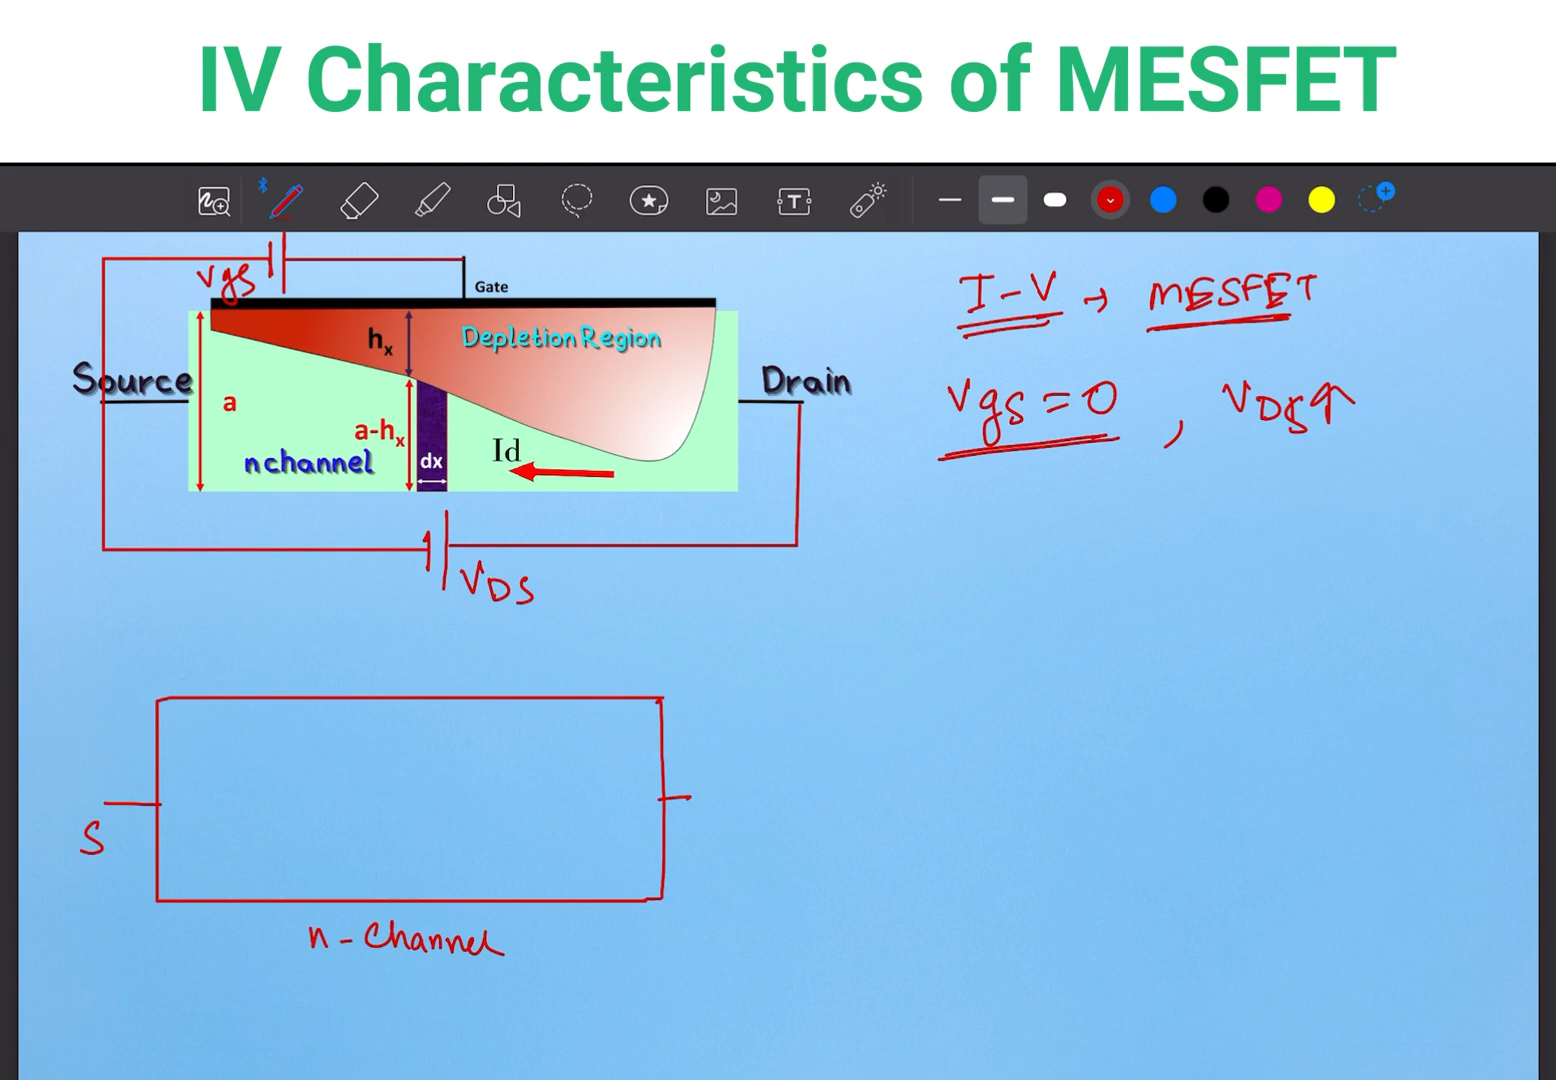 IV Characteristics of MESFET
T
vgs
Gate
I-V → MESFET
hx
Depletion Region
Source
Drain
a
vgs = 0 , VDS↑
a-hx
n channel
dx
Id
VDS
S
n - Channel